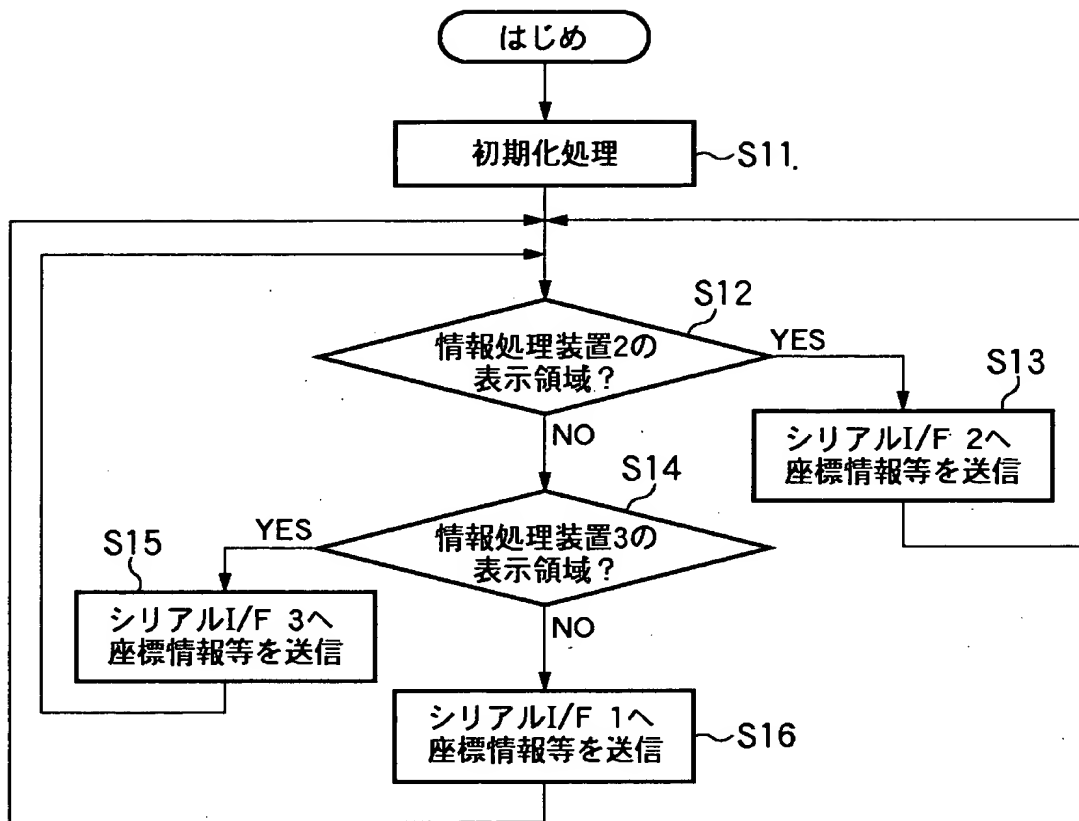 はじめ
初期化処理
S11
S12
情報処理装置2の
表示領域?
YES
S13
シリアルI/F 2へ
座標情報等を送信
NO
S14
情報処理装置3の
表示領域?
YES
S15
シリアルI/F 3へ
座標情報等を送信
NO
シリアルI/F 1へ
座標情報等を送信
S16